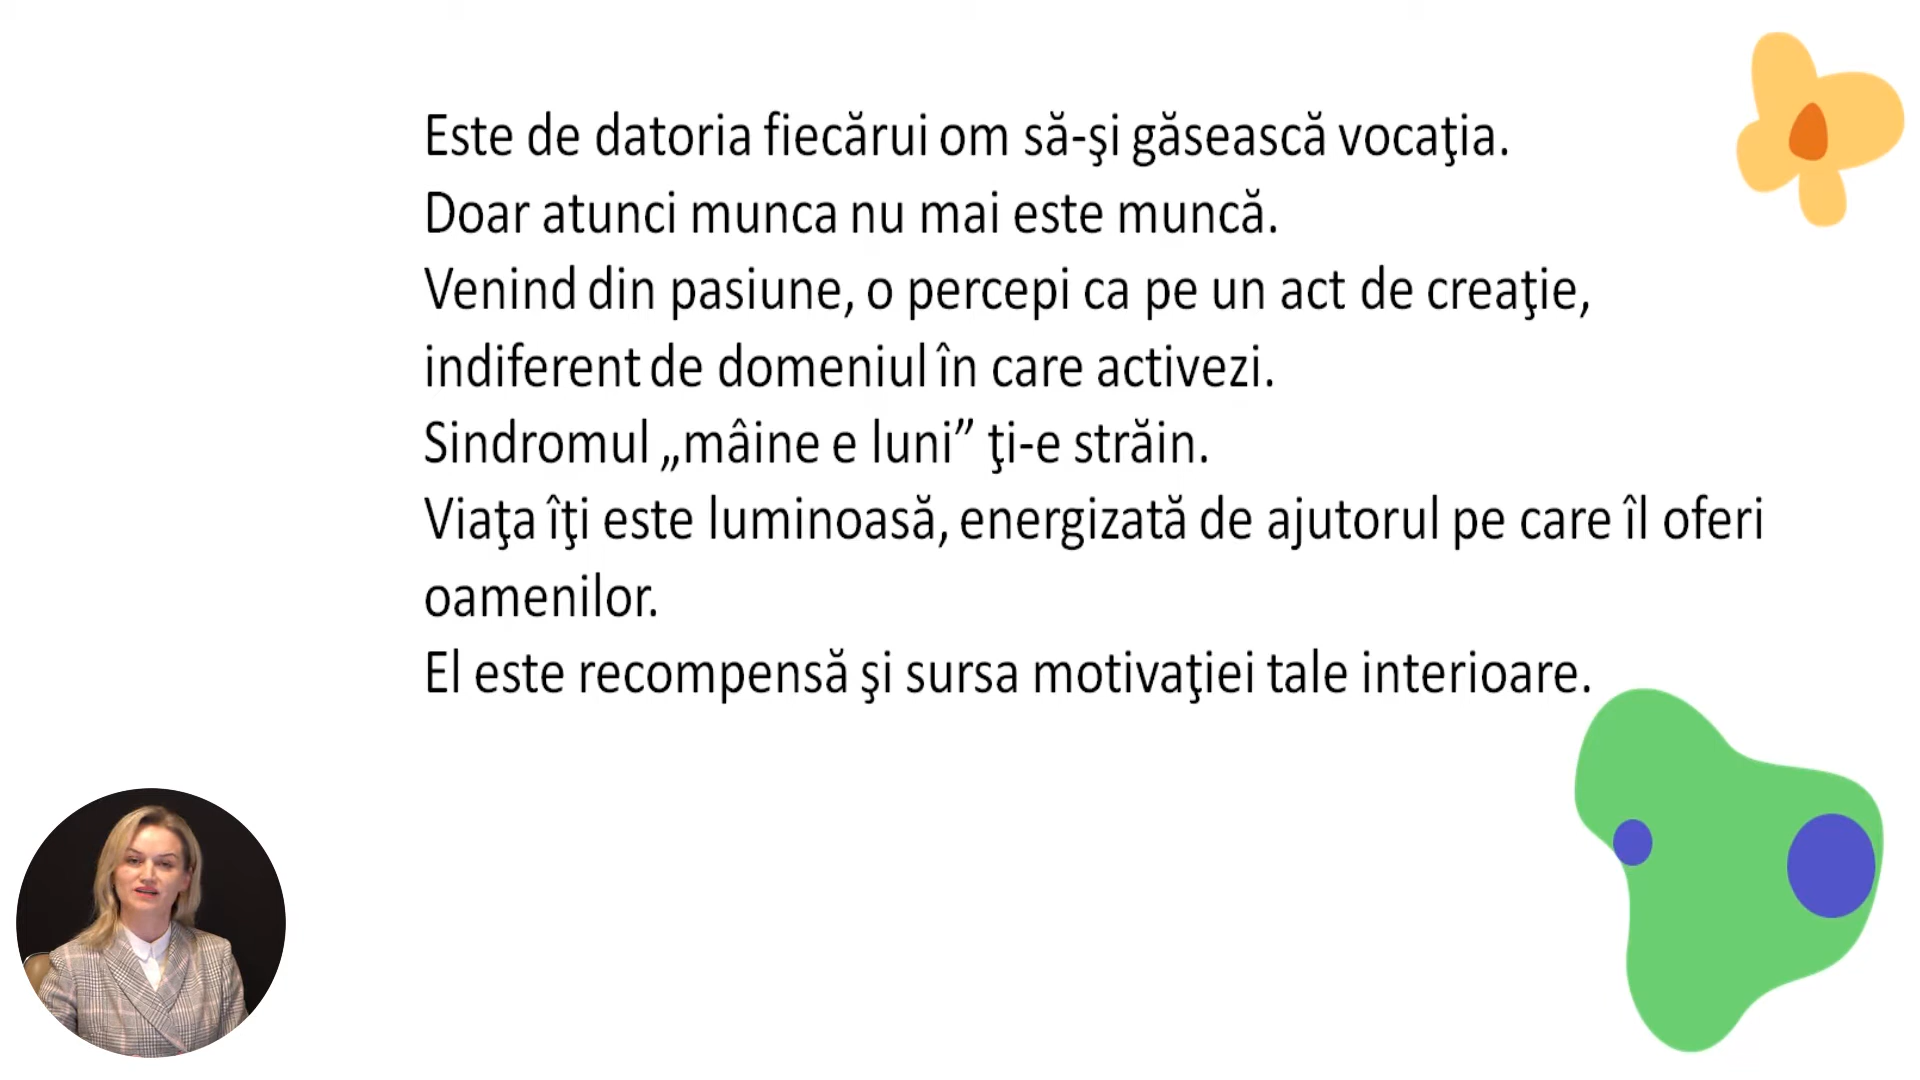 Este de datoria fiecărui om să-şi găsească vocaţia.
Doar atunci munca nu mai este muncă.
Venind din pasiune, o percepi ca pe un act de creaţie,
indiferent de domeniul în care activezi.
Sindromul „mâine e luni” ţi-e străin.
Viaţa îţi este luminoasă, energizată de ajutorul pe care îl oferi
oamenilor.
El este recompensă şi sursa motivaţiei tale interioare.